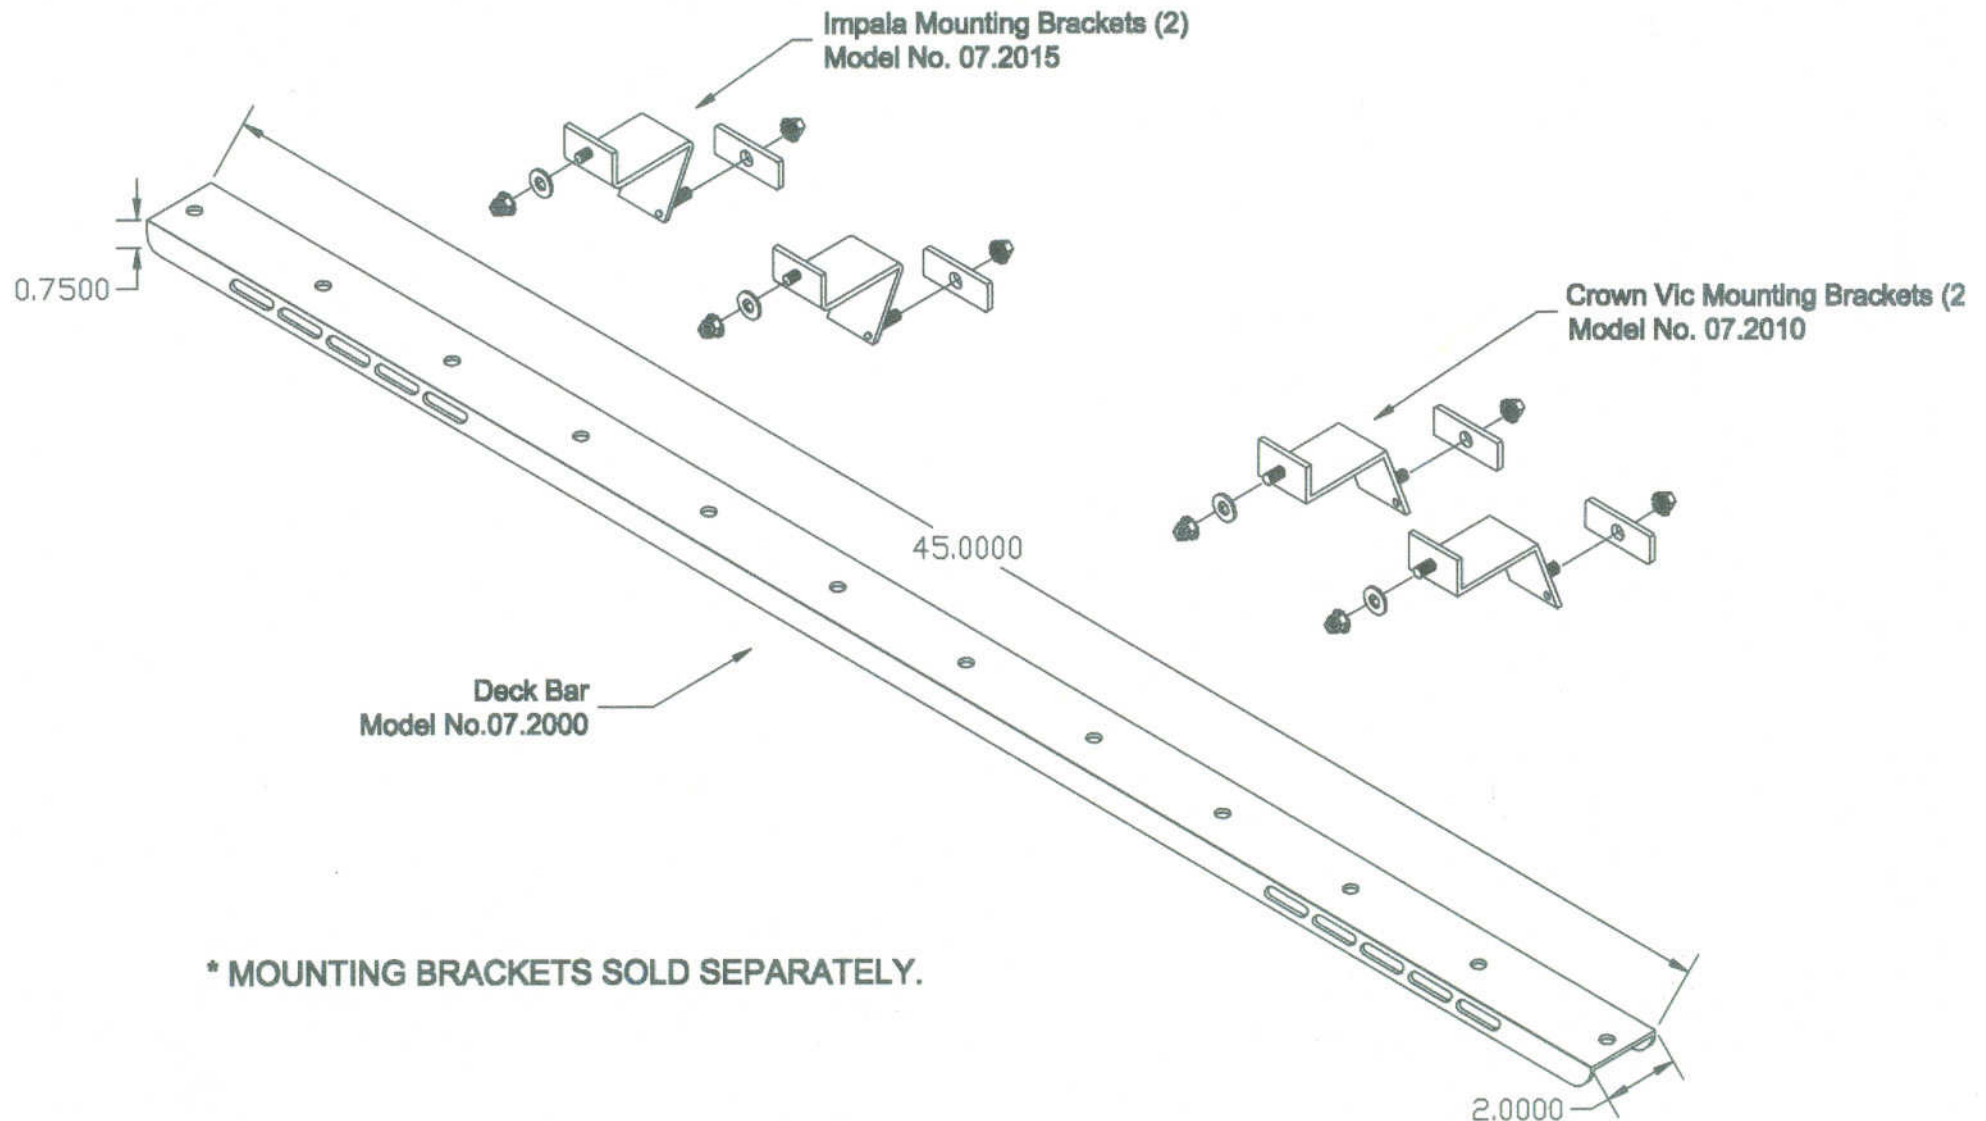 Impala Mounting Brackets (2)
Model No. 07.2015
0.7500
Crown Vic Mounting Brackets (2
Model No. 07.2010
45.0000
Deck Bar
Model No.07.2000
* MOUNTING BRACKETS SOLD SEPARATELY.
2.0000